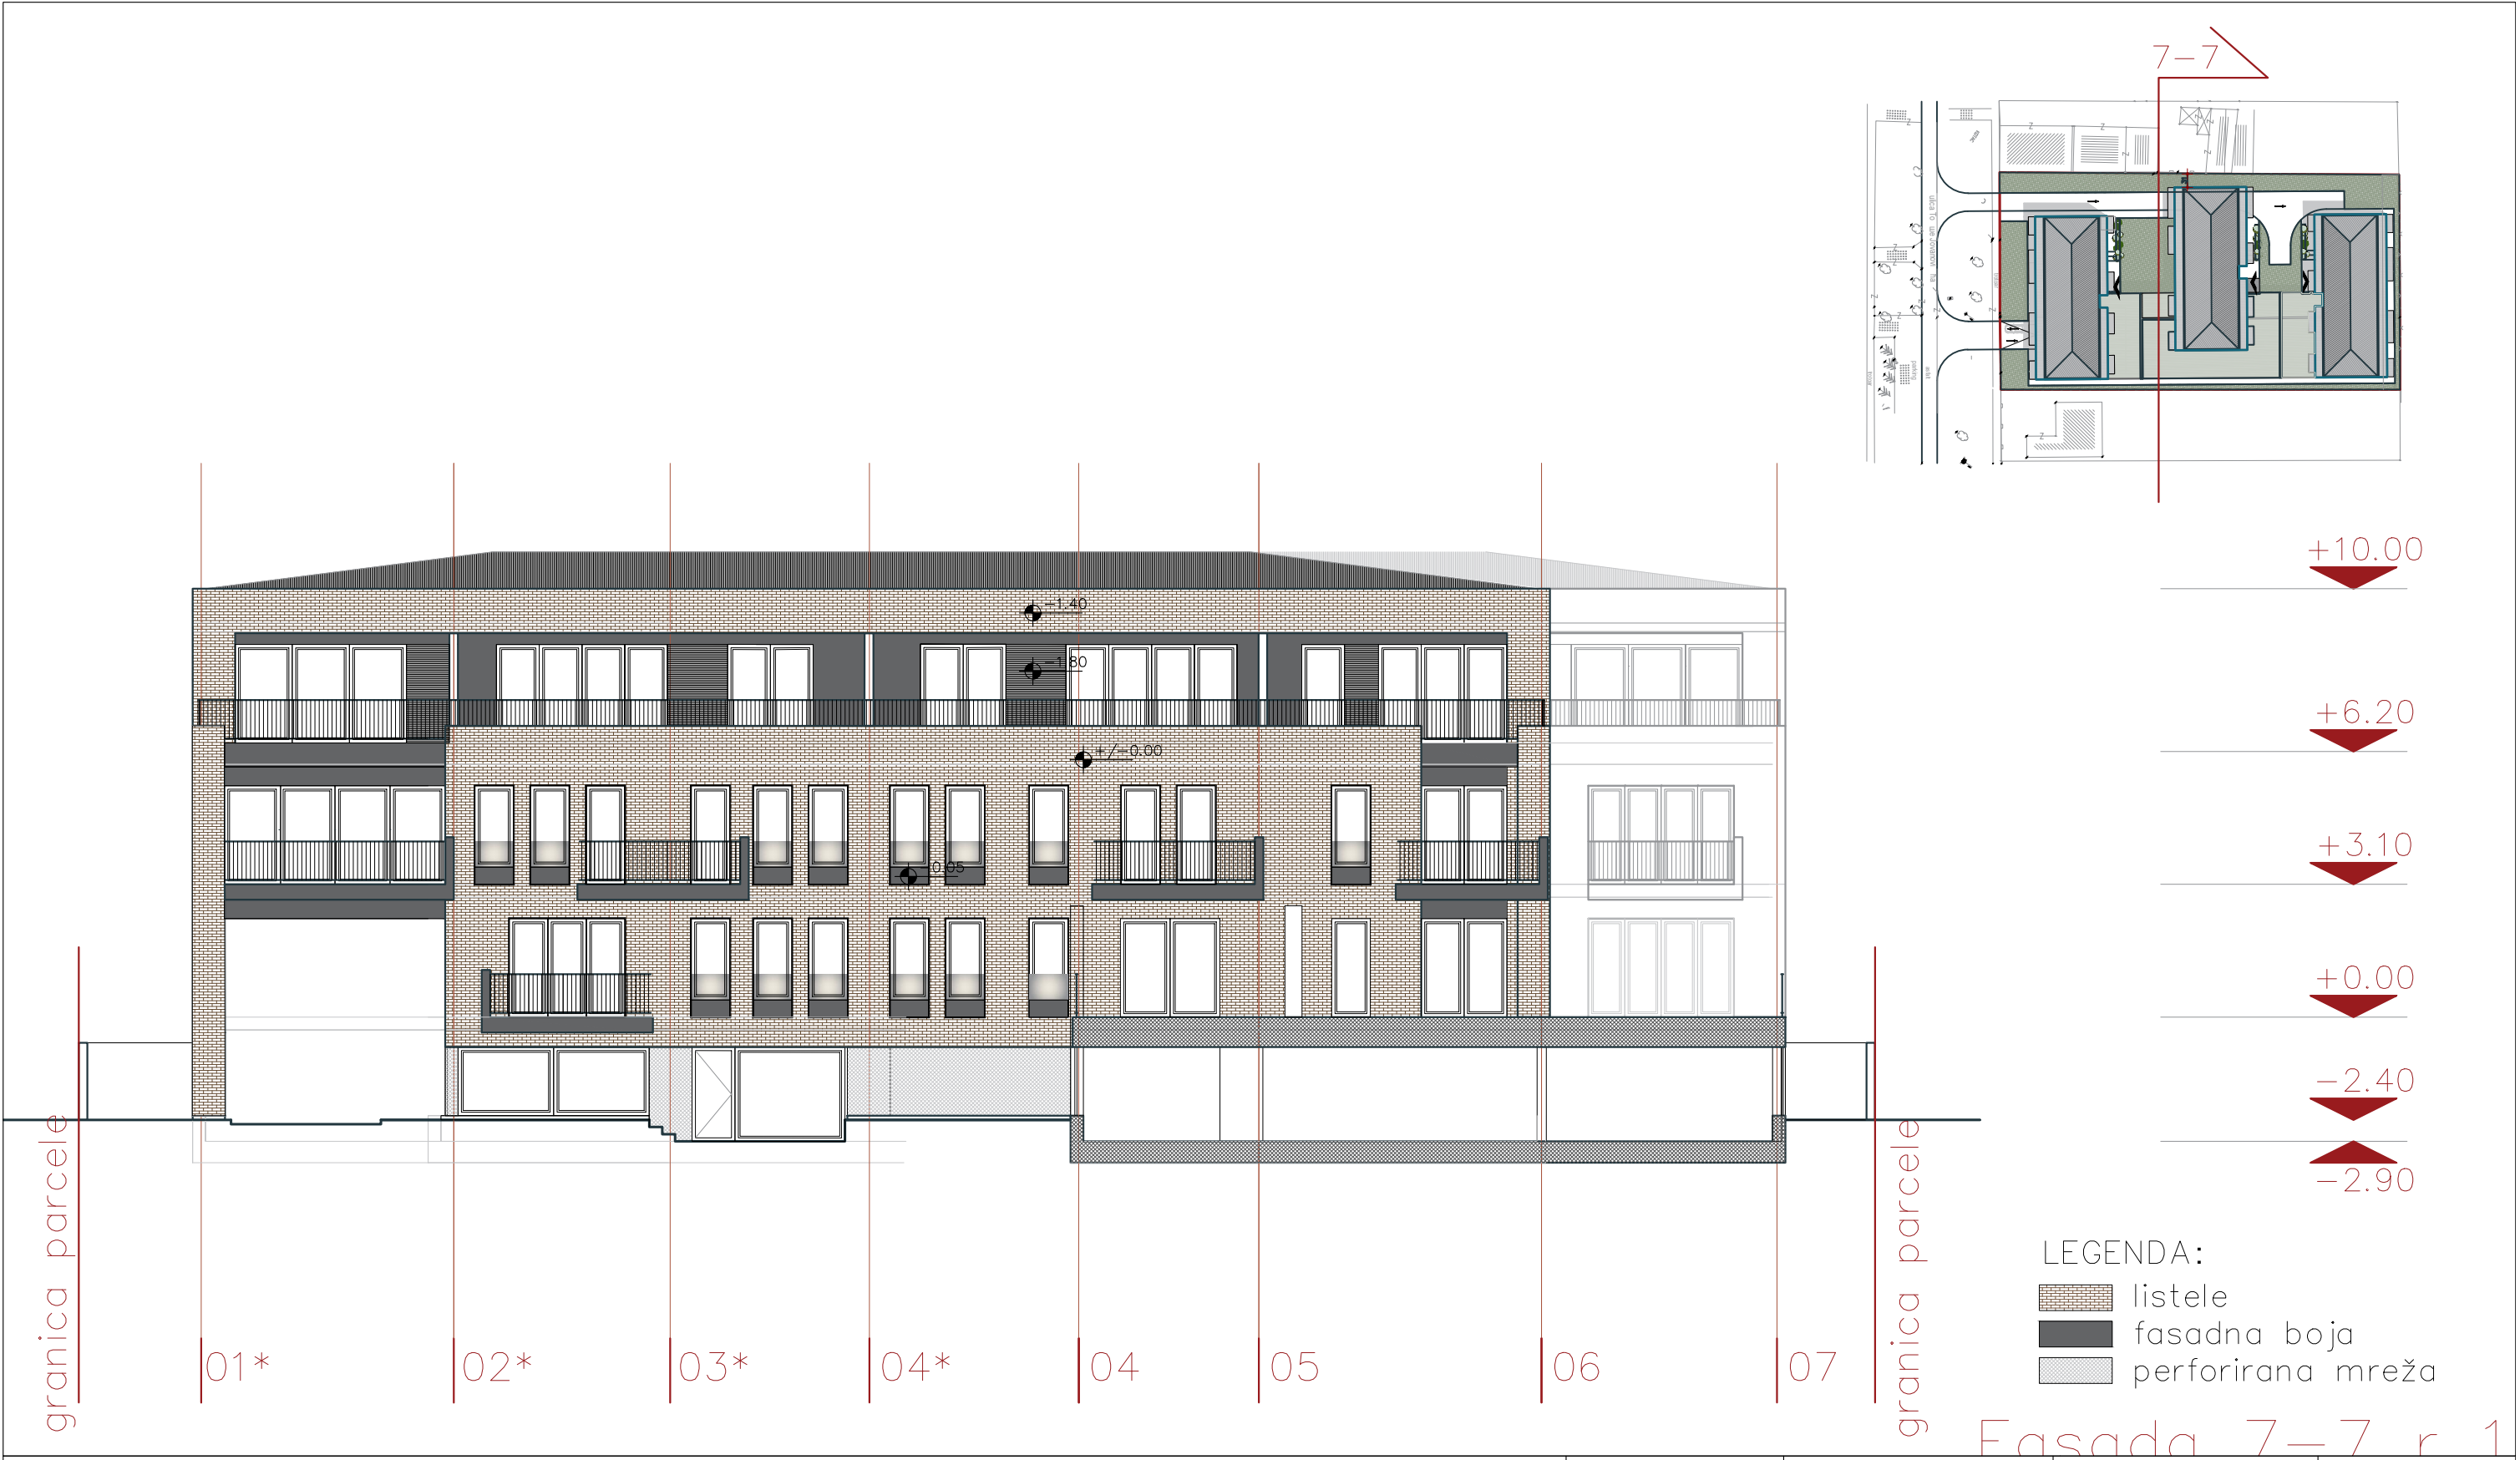 7-7
+10.00
-1.40
-1.80
+6.20
+/-0.00
+3.10
+0.00
-2.40
-2.90
granica parcele
granica parcele
LEGENDA:
listele
fasadna boja
perforirana mreža
01*
02*
03*
04*
04
05
06
07
Fasada 7-7 r 1